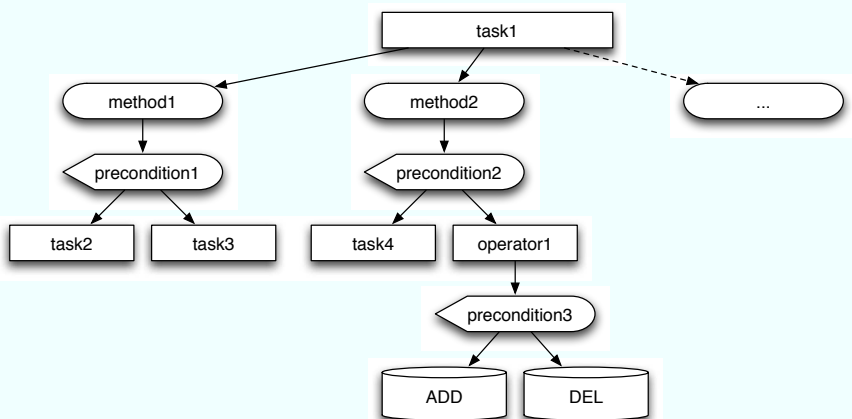 task1
method1
method2
...
precondition1
precondition2
task2
task3
task4
operator1
precondition3
ADD
DEL